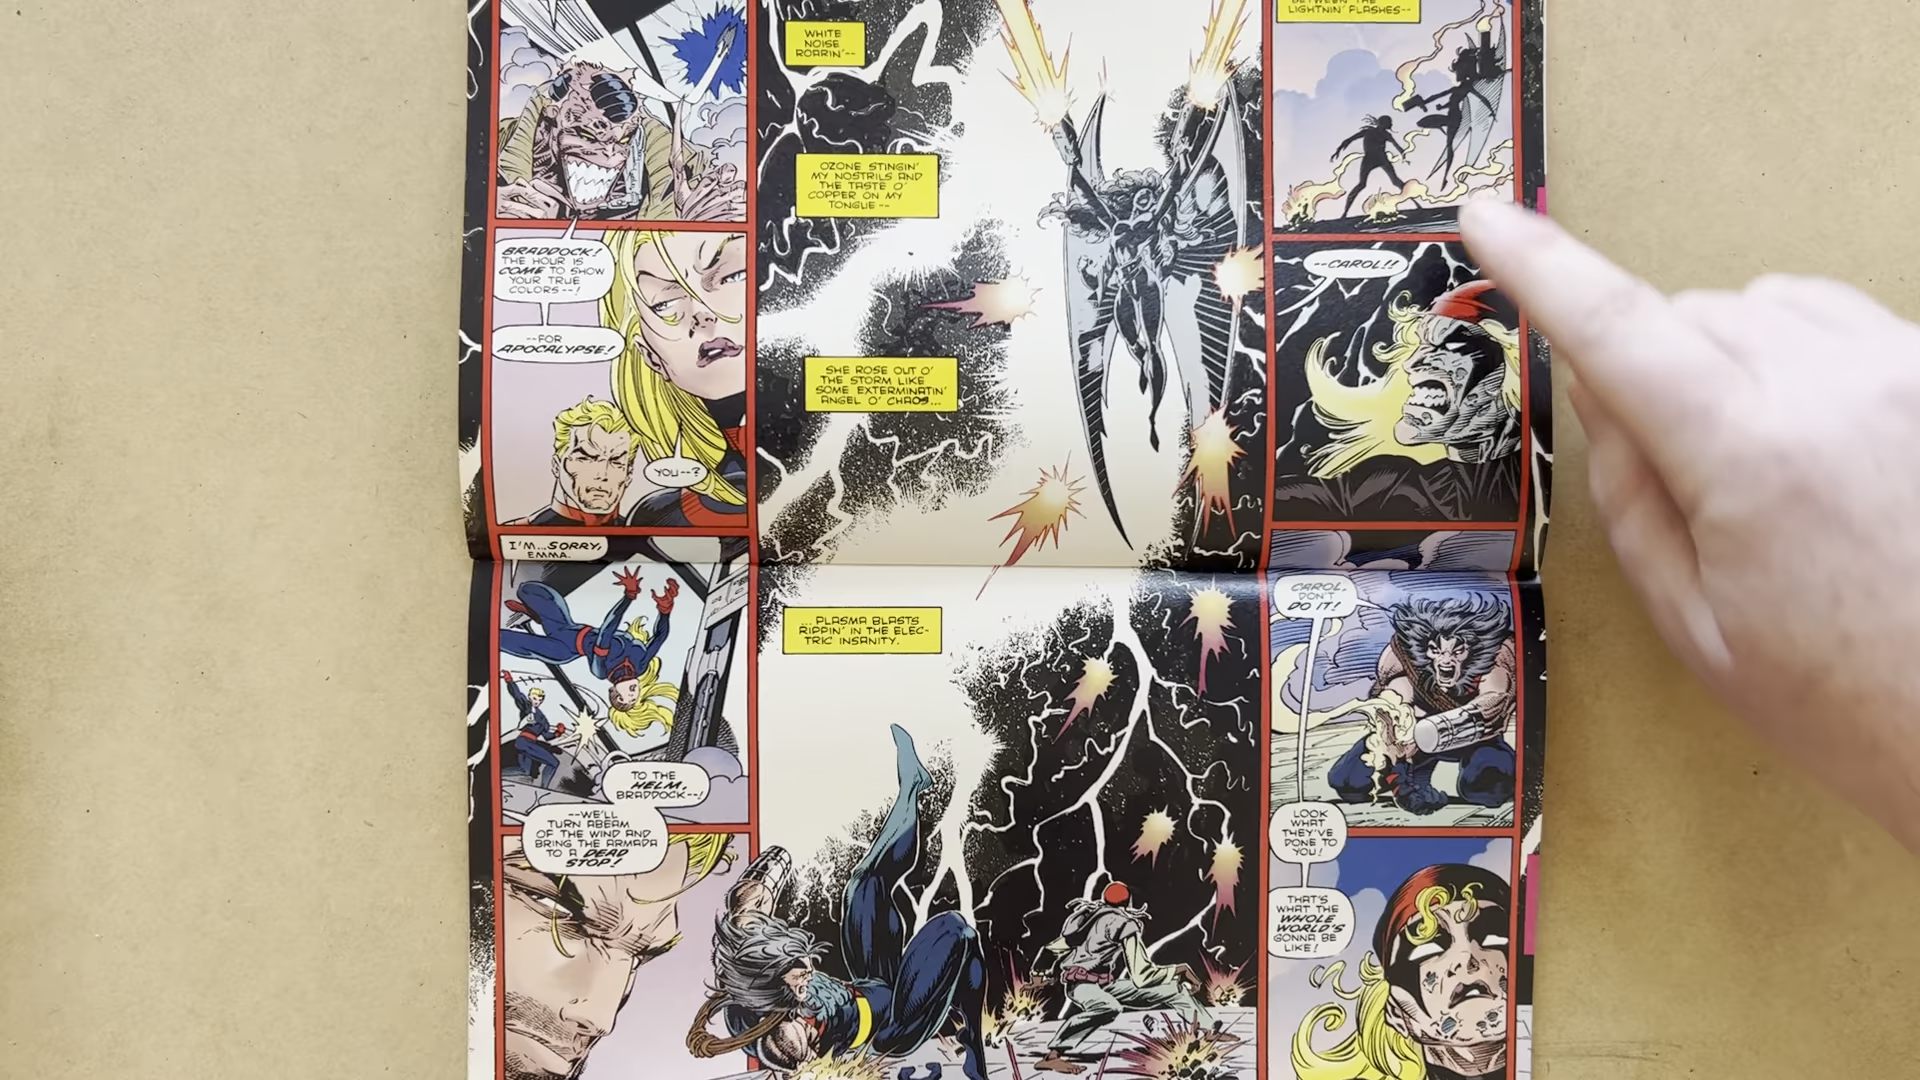 BRADDOCK!
THE HOUR IS
COME TO SHOW
YOUR TRUE
COLORS--!
--FOR
APOCALYPSE!
YOU--?
I'M...SORRY,
EMMA.
TO THE
HELM,
BRADDOCK--!
--WE'LL
TURN ABEAM
OF THE WIND AND
BRING THE ARMADA
TO A DEAD
STOP!
WHITE
NOISE
ROARIN'--
OZONE STINGIN'
MY NOSTRILS AND
THE TASTE O'
COPPER ON MY
TONGUE--
SHE ROSE OUT O'
THE STORM LIKE
SOME EXTERMINATIN'
ANGEL O' CHAOS...
...PLASMA BLASTS
RIPPIN' IN THE ELEC-
TRIC INSANITY.
BETWEEN THE
LIGHTNIN' FLASHES--
--CAROL!!
CAROL,
DON'T
DO IT!
LOOK
WHAT
THEY'VE
DONE TO
YOU!
THAT'S
WHAT THE
WHOLE
WORLD'S
GONNA BE
LIKE!